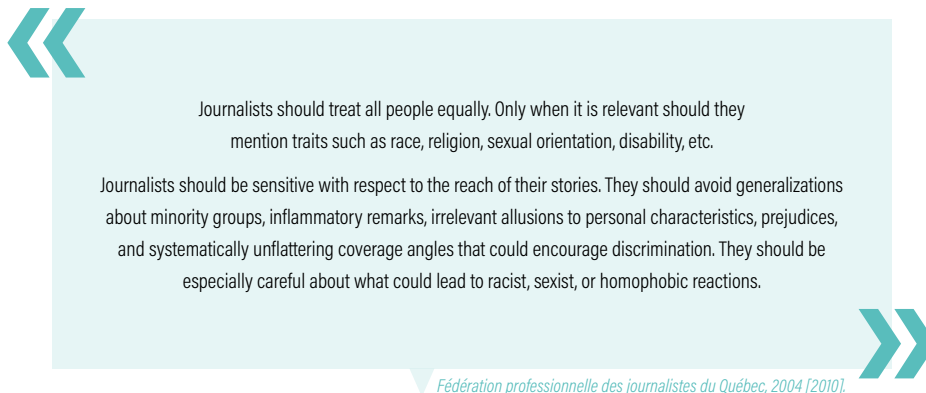 Journalists should treat all people equally. Only when it is relevant should they
mention traits such as race, religion, sexual orientation, disability, etc.
Journalists should be sensitive with respect to the reach of their stories. They should avoid generalizations
about minority groups, inflammatory remarks, irrelevant allusions to personal characteristics, prejudices,
and systematically unflattering coverage angles that could encourage discrimination. They should be
especially careful about what could lead to racist, sexist, or homophobic reactions.
Fédération professionnelle des journalistes du Québec, 2004 [2010].